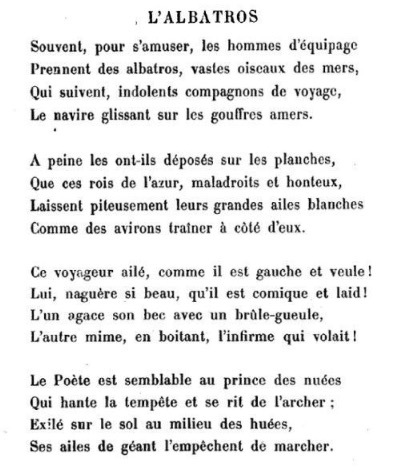 L'ALBATROS
Souvent, pour s'amuser, les hommes d'équipage
Prennent des albatros, vastes oiseaux des mers,
Qui suivent, indolents compagnons de voyage,
Le navire glissant sur les gouffres amers.
A peine les ont-ils déposés sur les planches,
Que ces rois de l'azur, maladroits et honteux,
Laissent piteusement leurs grandes ailes blanches
Comme des avirons traîner à côté d'eux.
Ce voyageur ailé, comme il est gauche et veule !
Lui, naguère si beau, qu'il est comique et laid !
L'un agace son bec avec un brûle-gueule,
L'autre mime, en boitant, l'infirme qui volait !
Le Poète est semblable au prince des nuées
Qui hante la tempête et se rit de l'archer ;
Exilé sur le sol au milieu des huées,
Ses ailes de géant l'empêchent de marcher.